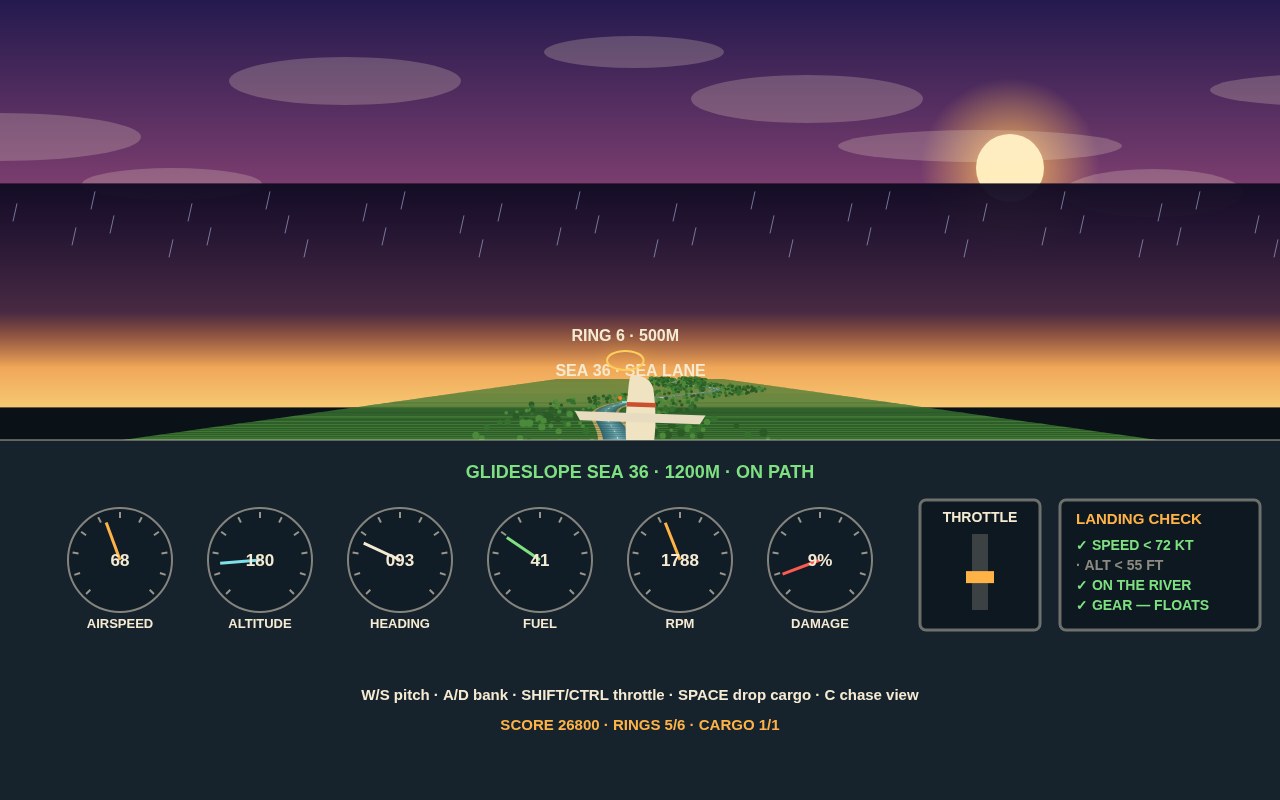 RING 6 · 500M
SEA 36 · SEA LANE
GLIDESLOPE SEA 36 · 1200M · ON PATH
68
AIRSPEED
180
ALTITUDE
093
HEADING
41
FUEL
1788
RPM
9%
DAMAGE
THROTTLE
LANDING CHECK
✓ SPEED < 72 KT
· ALT < 55 FT
✓ ON THE RIVER
✓ GEAR — FLOATS
W/S pitch · A/D bank · SHIFT/CTRL throttle · SPACE drop cargo · C chase view
SCORE 26800 · RINGS 5/6 · CARGO 1/1